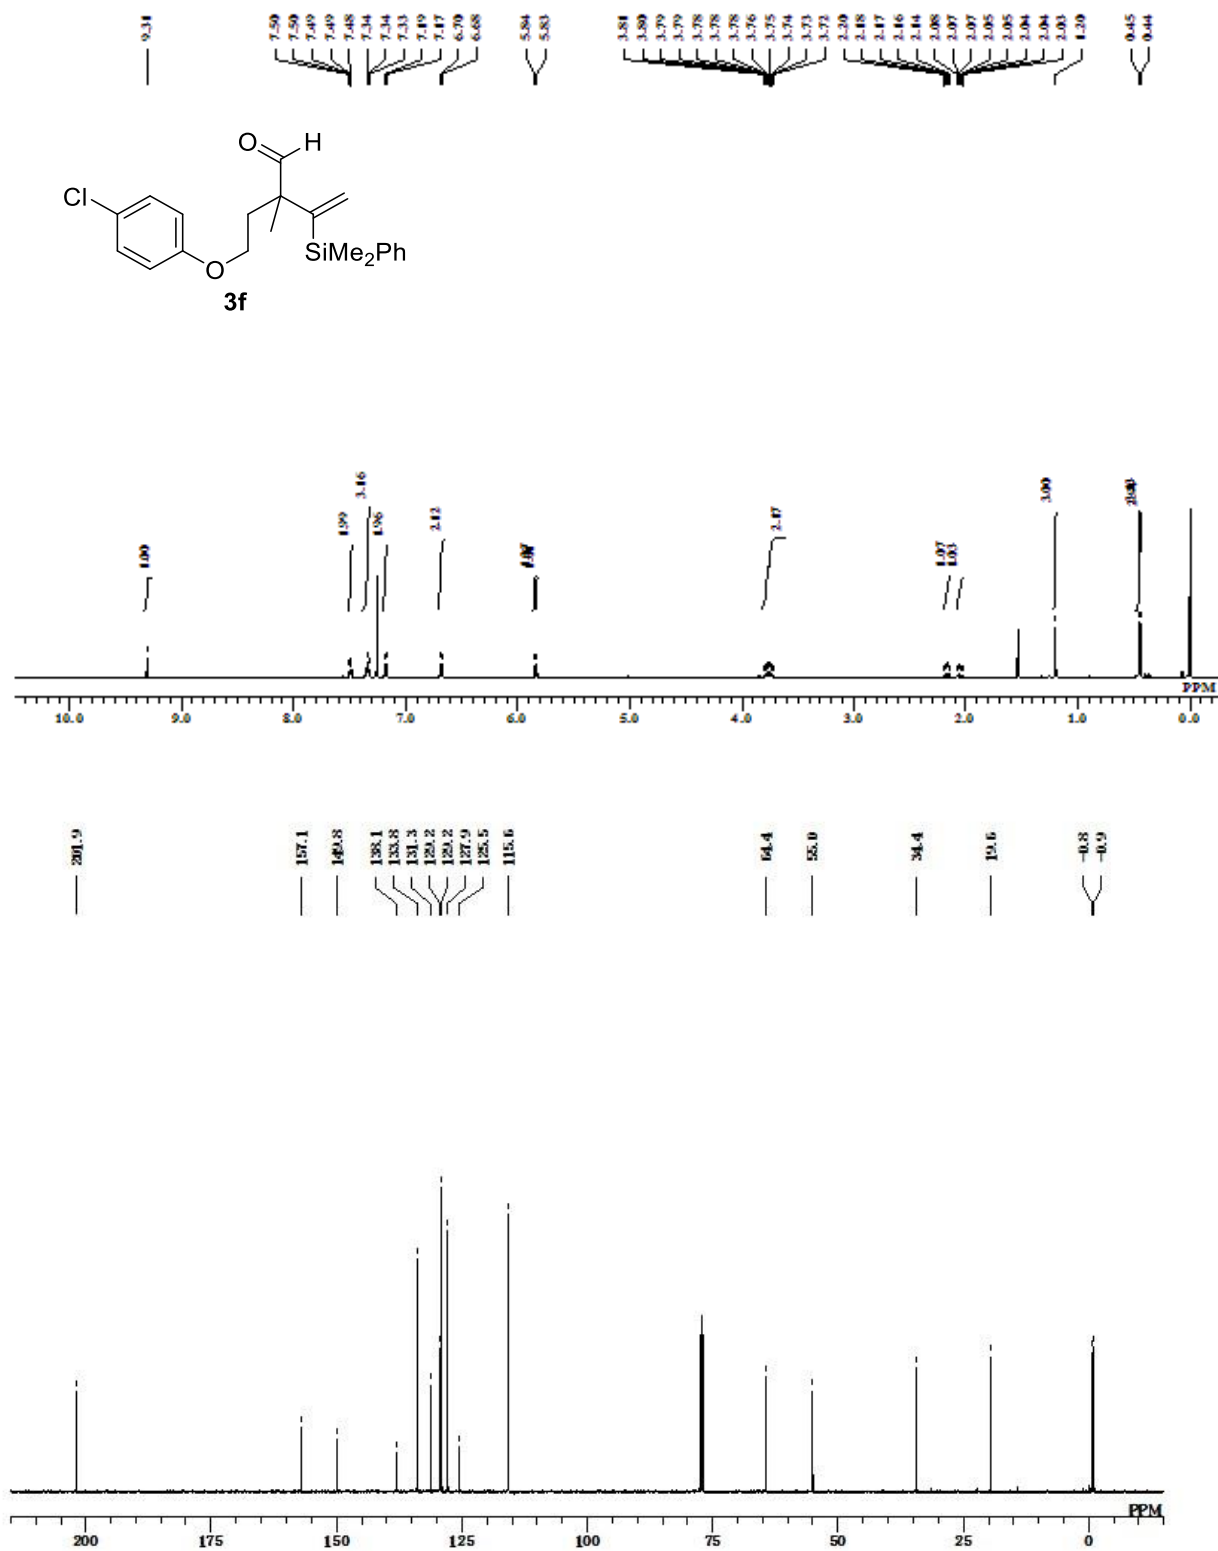 9.31 7.50 7.50 7.49 7.49 7.48 7.34 7.34 7.33 7.19 7.17 6.70 6.68 5.84 5.83 3.81 3.80 3.79 3.79 3.78 3.78 3.78 3.76 3.75 3.74 3.73 3.72 2.20 2.18 2.17 2.16 2.14 2.08 2.07 2.07 2.05 2.05 2.04 2.04 2.03 1.20 0.45 0.44
O H
Cl
SiMe2Ph
O
3f
1.00 1.99 3.16 1.96 2.12 2.17 1.07 1.03 3.00
PPM
10.0 9.0 8.0 7.0 6.0 5.0 4.0 3.0 2.0 1.0 0.0
201.9 157.1 149.8 138.1 133.8 131.3 129.2 129.2 127.9 125.5 115.6 64.4 55.0 34.4 19.6 -0.8 -0.9
PPM
200 175 150 125 100 75 50 25 0